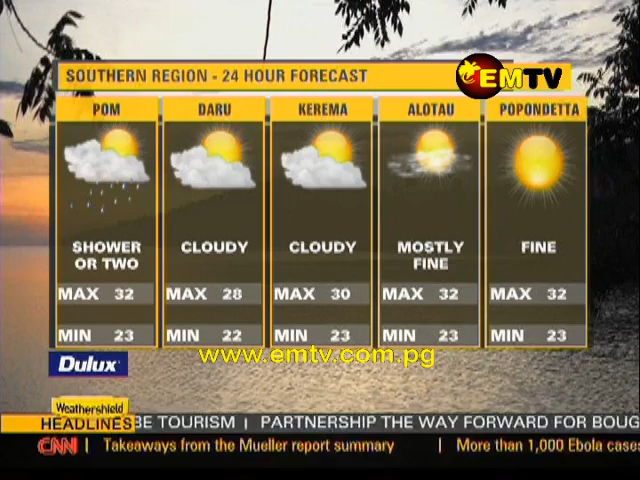 SOUTHERN REGION - 24 HOUR FORECAST
EMTV
POM DARU KEREMA ALOTAU POPONDETTA
SHOWER OR TWO
CLOUDY
CLOUDY
MOSTLY FINE
FINE
MAX 32 MAX 28 MAX 30 MAX 32 MAX 32
MIN 23 MIN 22 MIN 23 MIN 23 MIN 23
www.emtv.com.pg
Dulux
Weathershield
HEADLINES BE TOURISM | PARTNERSHIP THE WAY FORWARD FOR BOUG
CNN | Takeaways from the Mueller report summary | More than 1,000 Ebola cases